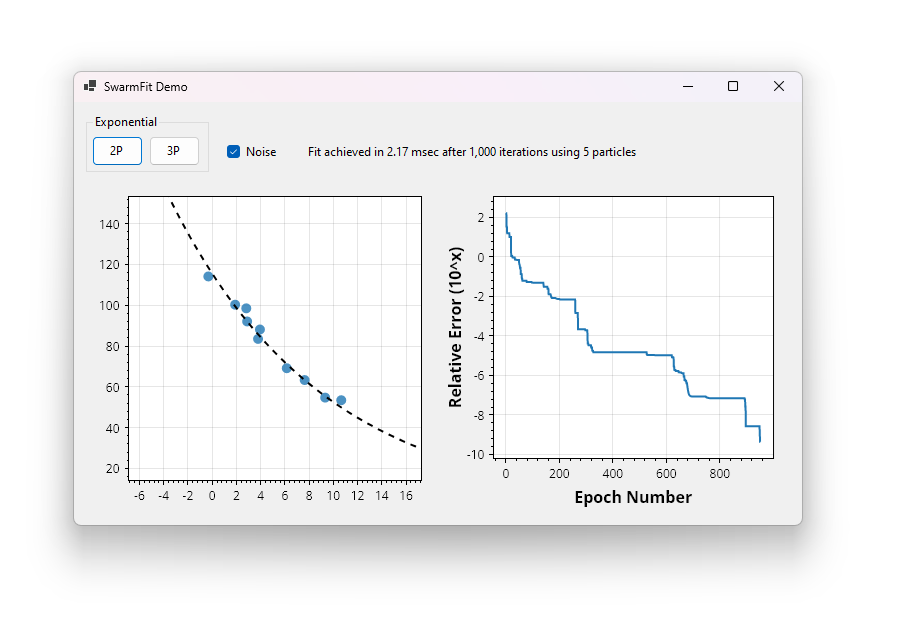 SwarmFit Demo
Exponential
2P 3P
Noise
Fit achieved in 2.17 msec after 1,000 iterations using 5 particles
140
120
100
80
60
40
20
-6 -4 -2 0 2 4 6 8 10 12 14 16
Relative Error (10^x)
2
0
-2
-4
-6
-8
-10
0 200 400 600 800
Epoch Number